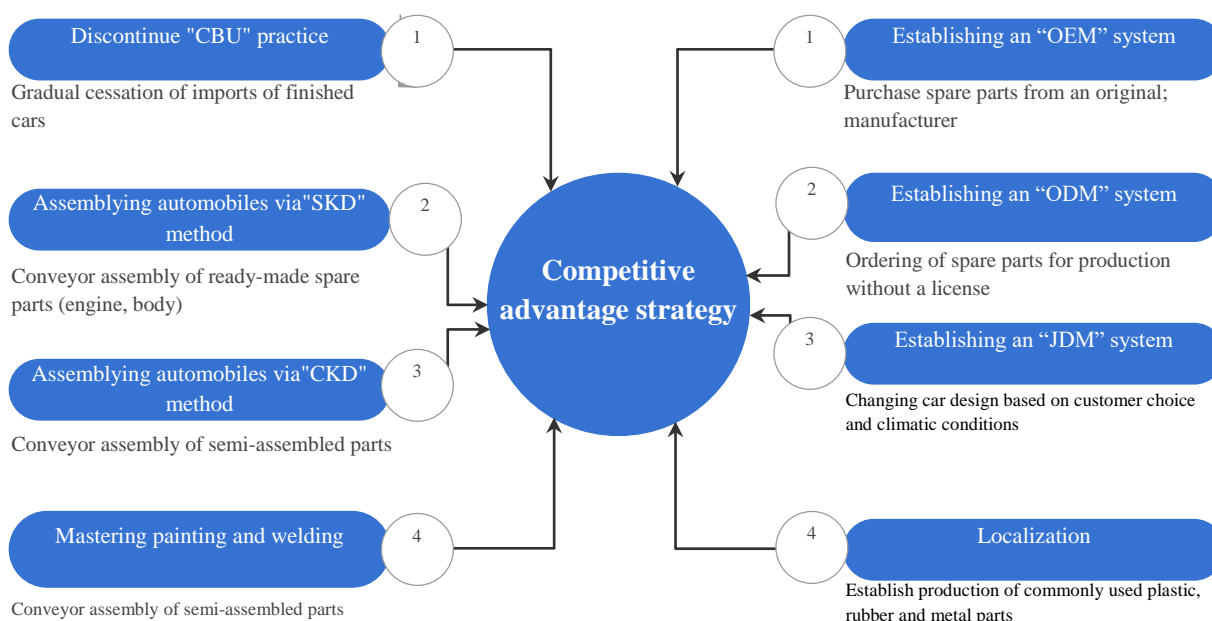 Discontinue "CBU" practice
1
Gradual cessation of imports of finished
cars
Assemblying automobiles via"SKD"
method
2
Conveyor assembly of ready-made spare
parts (engine, body)
Assemblying automobiles via"CKD"
method
3
Conveyor assembly of semi-assembled parts
Mastering painting and welding
4
Conveyor assembly of semi-assembled parts
Competitive
advantage strategy
1
Establishing an “OEM” system
Purchase spare parts from an original;
manufacturer
2
Establishing an “ODM” system
Ordering of spare parts for production
without a license
3
Establishing an “JDM” system
Changing car design based on customer choice
and climatic conditions
4
Localization
Establish production of commonly used plastic,
rubber and metal parts